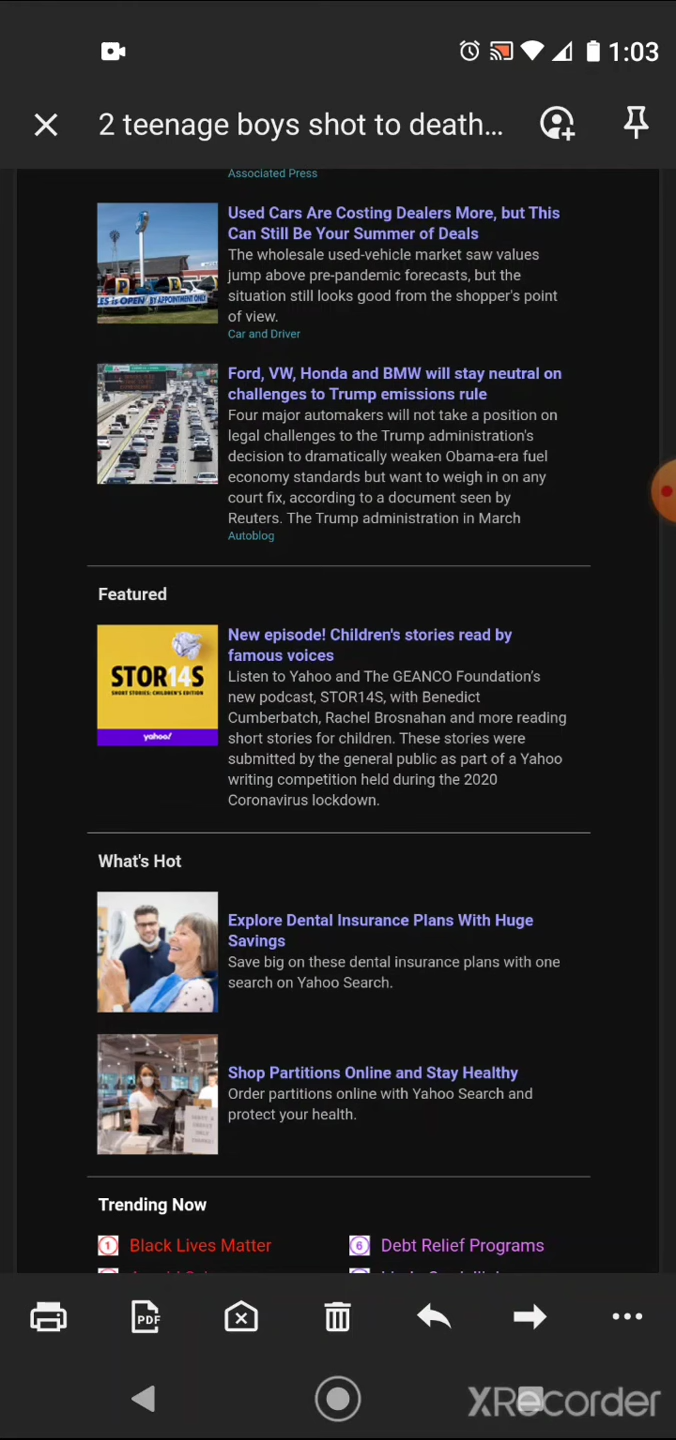 1:03
2 teenage boys shot to death...
Associated Press
Used Cars Are Costing Dealers More, but This
Can Still Be Your Summer of Deals
The wholesale used-vehicle market saw values
jump above pre-pandemic forecasts, but the
situation still looks good from the shopper's point
of view.
Car and Driver
LES IS OPEN BY APPOINTMENT ONLY
Ford, VW, Honda and BMW will stay neutral on
challenges to Trump emissions rule
Four major automakers will not take a position on
legal challenges to the Trump administration's
decision to dramatically weaken Obama-era fuel
economy standards but want to weigh in on any
court fix, according to a document seen by
Reuters. The Trump administration in March
Autoblog
Featured
STOR14S
SHORT STORIES: CHILDREN'S EDITION
yahoo!
New episode! Children's stories read by
famous voices
Listen to Yahoo and The GEANCO Foundation's
new podcast, STOR14S, with Benedict
Cumberbatch, Rachel Brosnahan and more reading
short stories for children. These stories were
submitted by the general public as part of a Yahoo
writing competition held during the 2020
Coronavirus lockdown.
What's Hot
Explore Dental Insurance Plans With Huge
Savings
Save big on these dental insurance plans with one
search on Yahoo Search.
Shop Partitions Online and Stay Healthy
Order partitions online with Yahoo Search and
protect your health.
Trending Now
1 Black Lives Matter
6 Debt Relief Programs
PDF
XRecorder